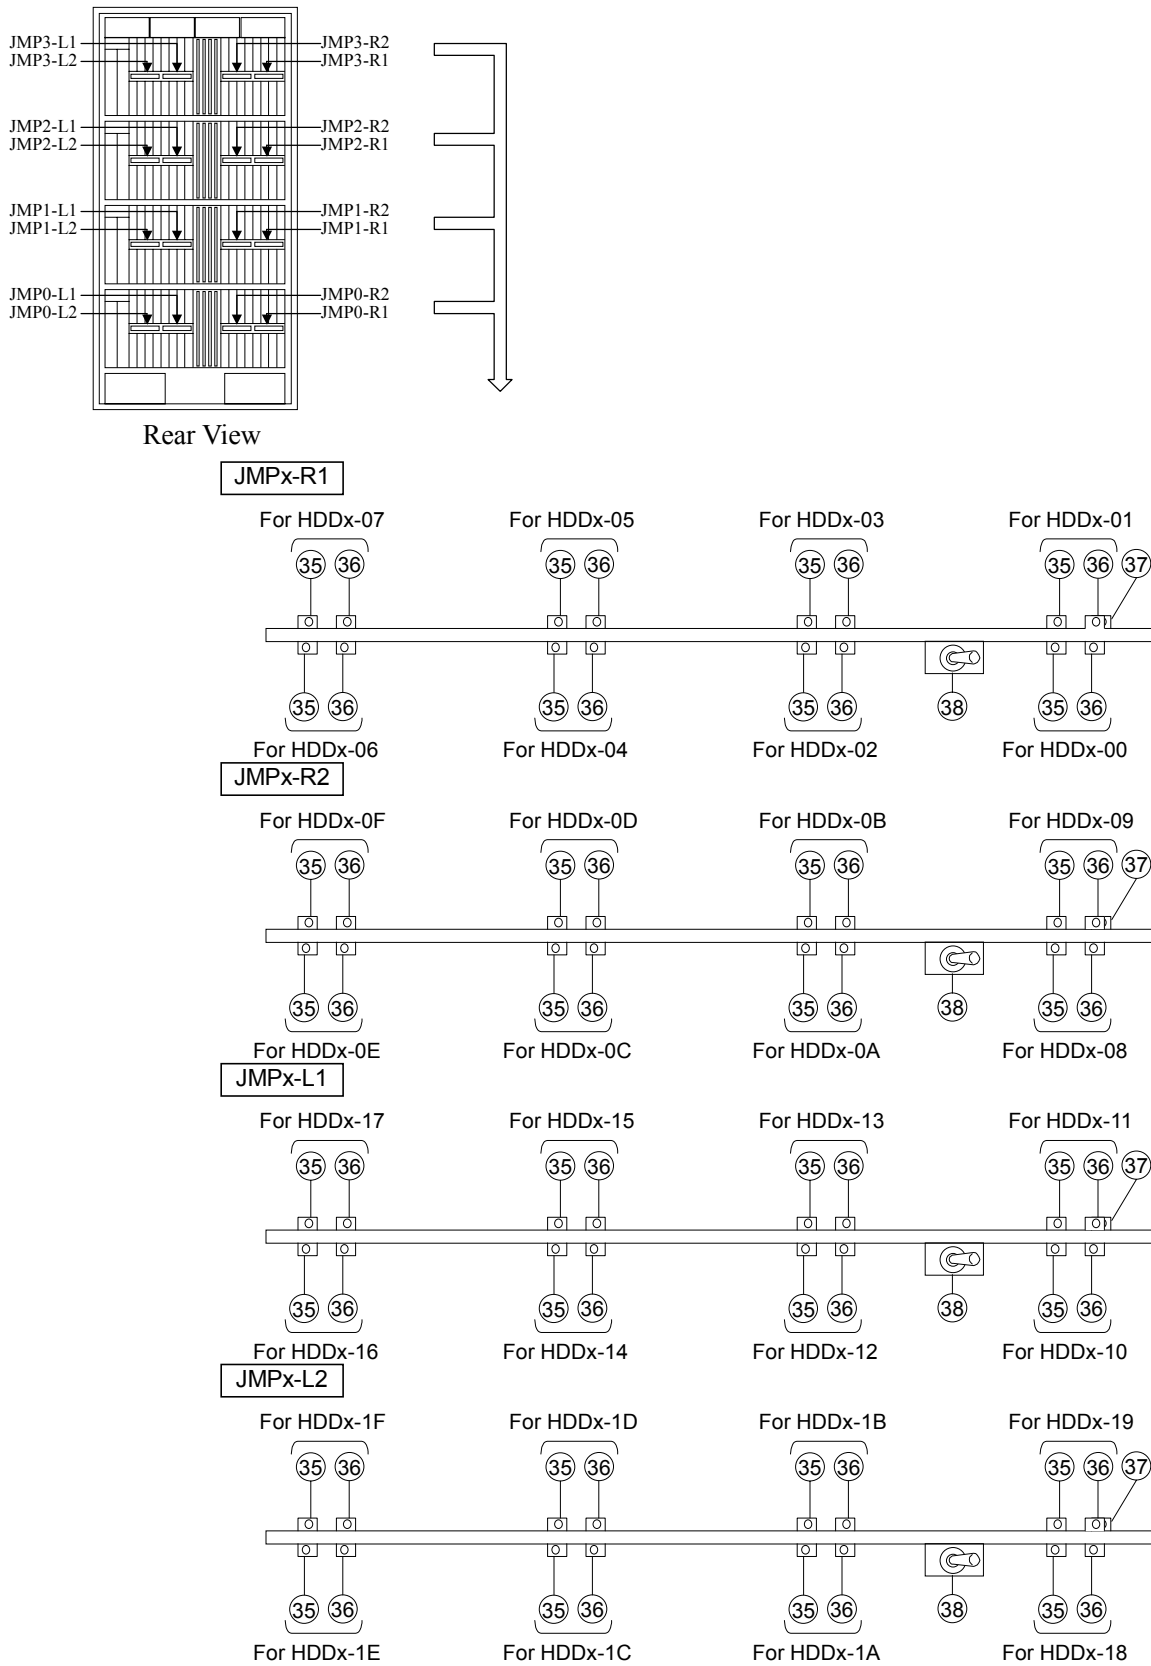 JMP3-L1 JMP3-R2
JMP3-L2 JMP3-R1
JMP2-L1 JMP2-R2
JMP2-L2 JMP2-R1
JMP1-L1 JMP1-R2
JMP1-L2 JMP1-R1
JMP0-L1 JMP0-R2
JMP0-L2 JMP0-R1
Rear View
JMPx-R1
For HDDx-07 For HDDx-05 For HDDx-03 For HDDx-01
35 36 35 36 35 36 35 36 37
35 36 35 36 35 36 38 35 36
For HDDx-06 For HDDx-04 For HDDx-02 For HDDx-00
JMPx-R2
For HDDx-0F For HDDx-0D For HDDx-0B For HDDx-09
35 36 35 36 35 36 35 36 37
35 36 35 36 35 36 38 35 36
For HDDx-0E For HDDx-0C For HDDx-0A For HDDx-08
JMPx-L1
For HDDx-17 For HDDx-15 For HDDx-13 For HDDx-11
35 36 35 36 35 36 35 36 37
35 36 35 36 35 36 38 35 36
For HDDx-16 For HDDx-14 For HDDx-12 For HDDx-10
JMPx-L2
For HDDx-1F For HDDx-1D For HDDx-1B For HDDx-19
35 36 35 36 35 36 35 36 37
35 36 35 36 35 36 38 35 36
For HDDx-1E For HDDx-1C For HDDx-1A For HDDx-18